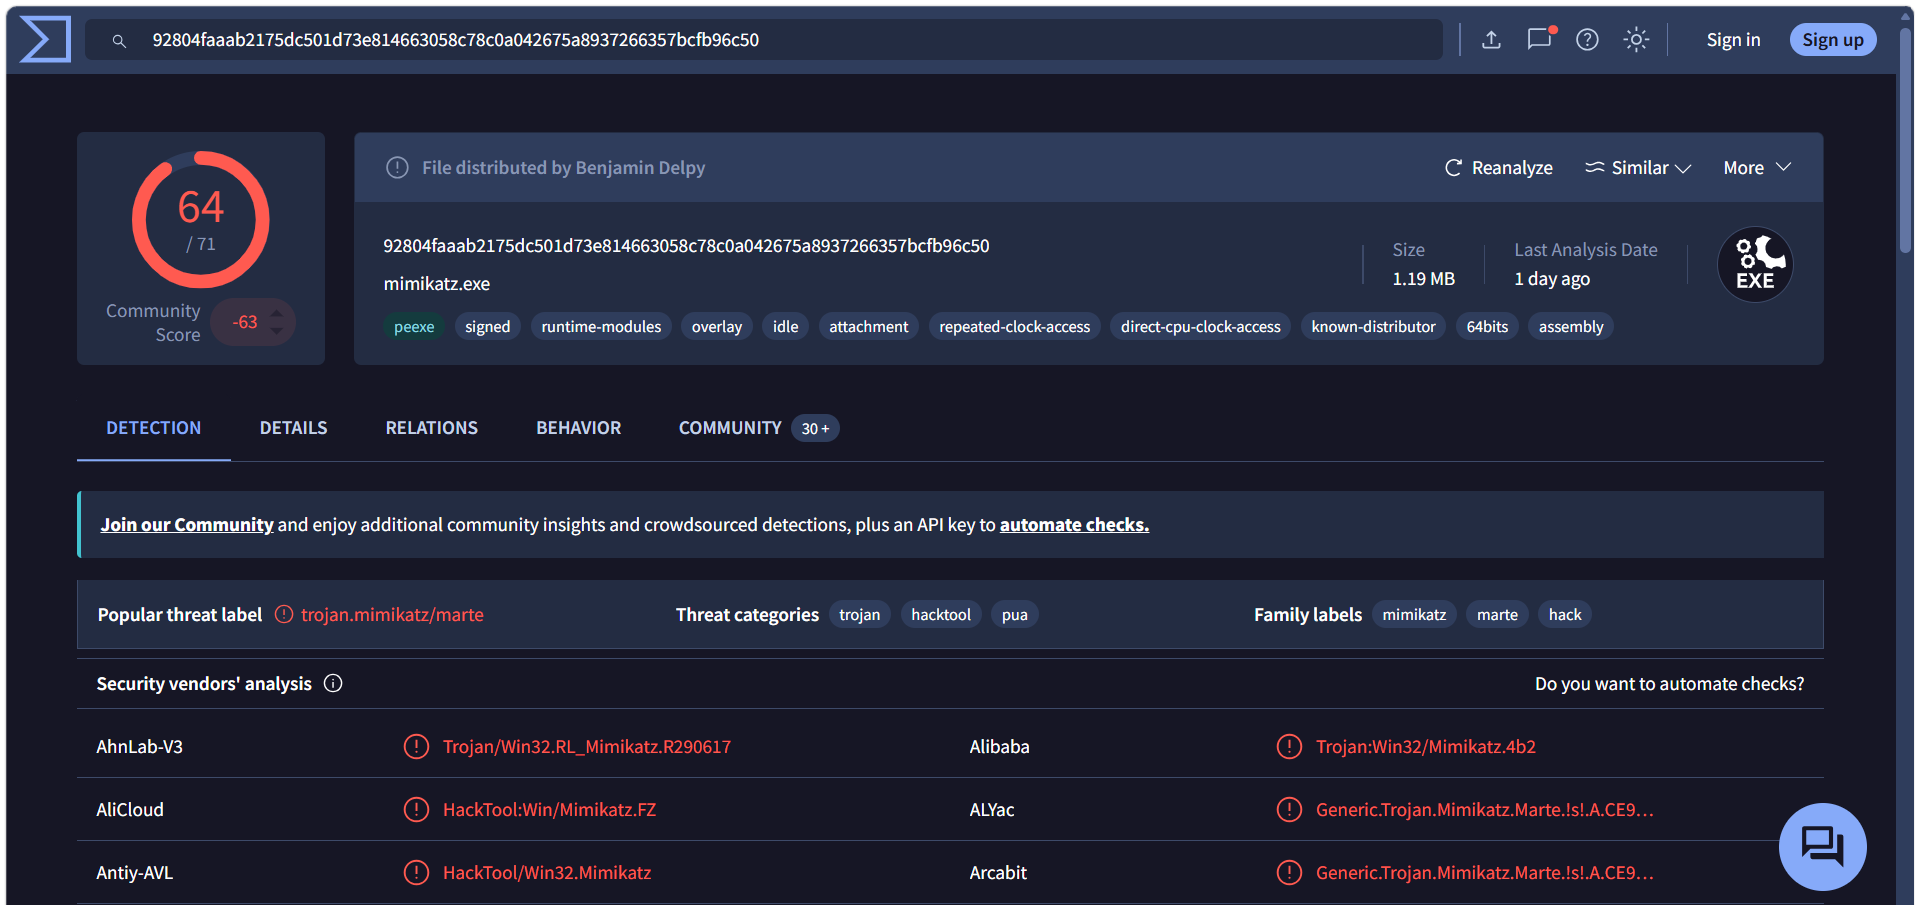 92804faaab2175dc501d73e814663058c78c0a042675a8937266357bcfb96c50
Sign in
Sign up
64
/ 71
Community
Score
-63
File distributed by Benjamin Delpy
Reanalyze
Similar
More
92804faaab2175dc501d73e814663058c78c0a042675a8937266357bcfb96c50
mimikatz.exe
Size
1.19 MB
Last Analysis Date
1 day ago
EXE
peexe signed runtime-modules overlay idle attachment repeated-clock-access direct-cpu-clock-access known-distributor 64bits assembly
DETECTION DETAILS RELATIONS BEHAVIOR COMMUNITY 30 +
Join our Community and enjoy additional community insights and crowdsourced detections, plus an API key to automate checks.
Popular threat label trojan.mimikatz/marte Threat categories trojan hacktool pua Family labels mimikatz marte hack
Security vendors' analysis Do you want to automate checks?
AhnLab-V3 Trojan/Win32.RL_Mimikatz.R290617 Alibaba Trojan:Win32/Mimikatz.4b2
AliCloud HackTool:Win/Mimikatz.FZ ALYac Generic.Trojan.Mimikatz.Marte.!s!.A.CE9...
Antiy-AVL HackTool/Win32.Mimikatz Arcabit Generic.Trojan.Mimikatz.Marte.!s!.A.CE9...